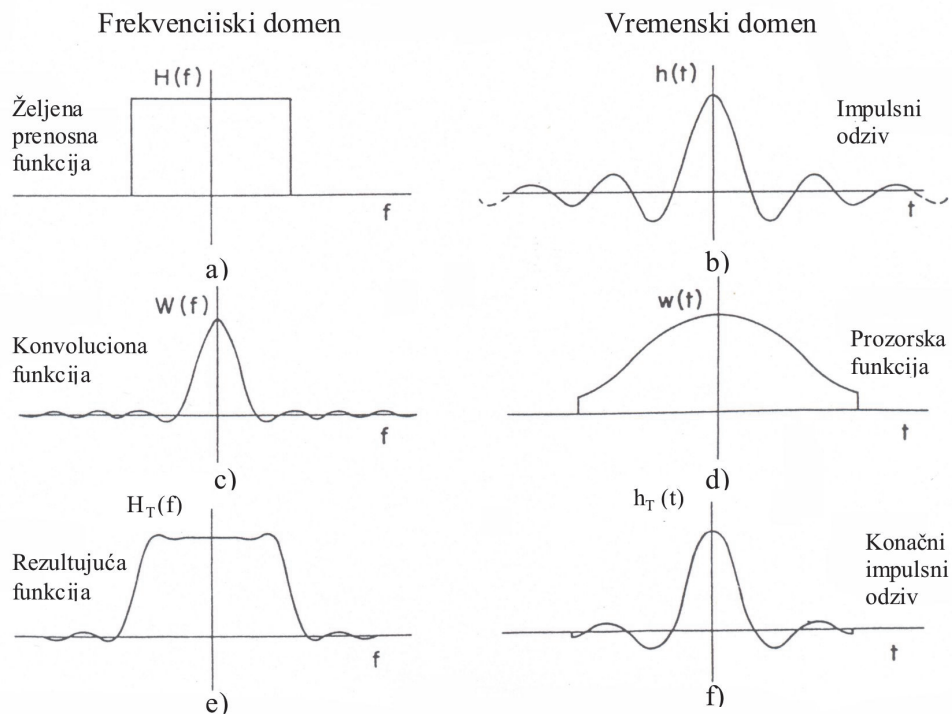 Frekvencijski domen
Vremenski domen
H(f)
Željena
prenosna
funkcija
f
a)
h(t)
Impulsni
odziv
t
b)
W(f)
Konvoluciona
funkcija
f
c)
w(t)
Prozorska
funkcija
t
d)
H_T(f)
Rezultujuća
funkcija
f
e)
h_T (t)
Konačni
impulsni
odziv
t
f)